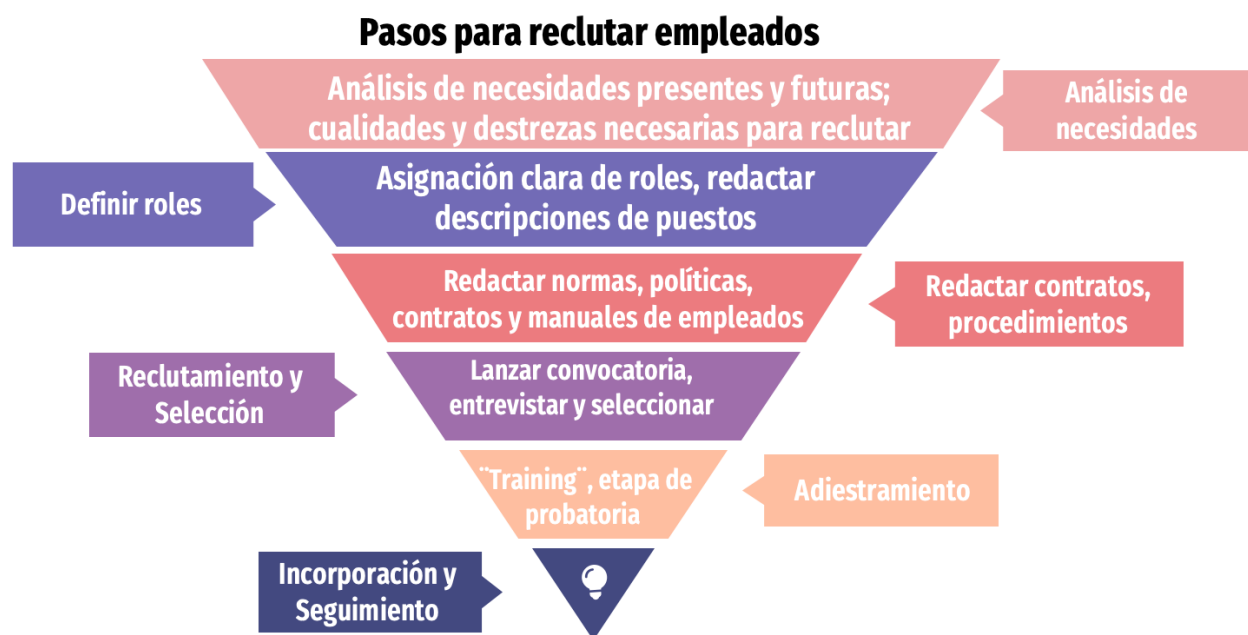 Pasos para reclutar empleados
Análisis de necesidades presentes y futuras;
cualidades y destrezas necesarias para reclutar
Análisis de
necesidades
Definir roles
Asignación clara de roles, redactar
descripciones de puestos
Redactar normas, políticas,
contratos y manuales de empleados
Redactar contratos,
procedimientos
Reclutamiento y
Selección
Lanzar convocatoria,
entrevistar y seleccionar
¨Training¨, etapa de
probatoria
Adiestramiento
Incorporación y
Seguimiento